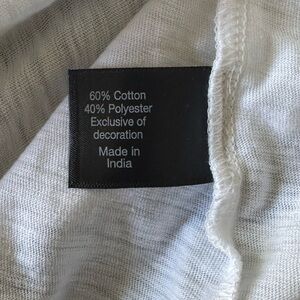 60% Cotton
40% Polyester
Exclusive of
decoration
Made in
India